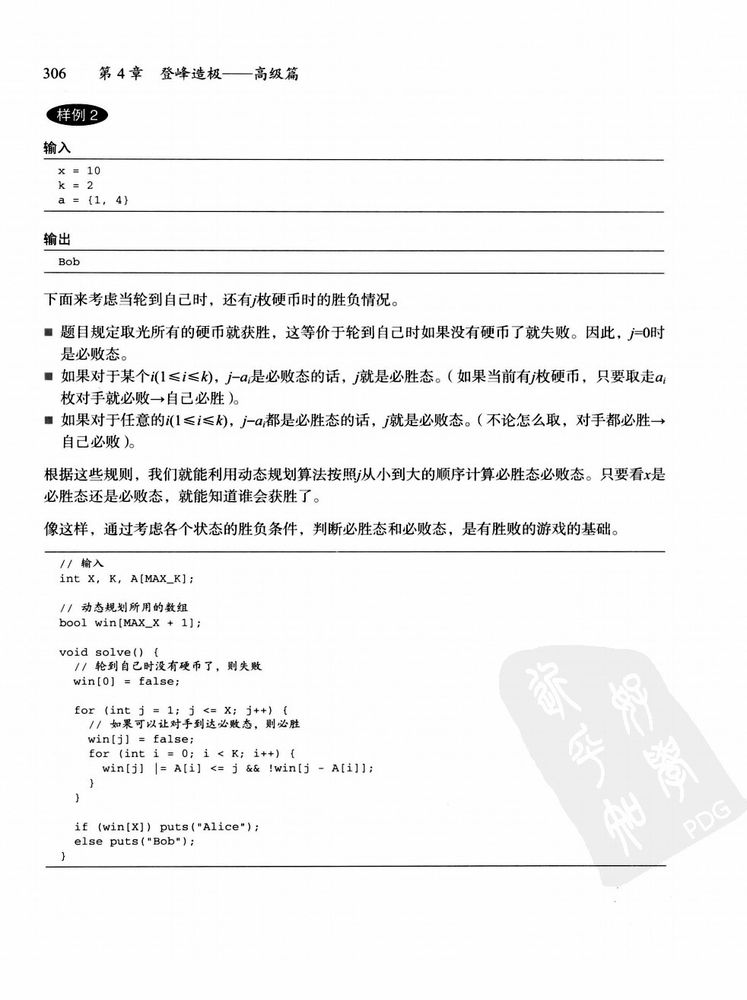 306 第4章 登峰造极——高级篇
样例 2
输入
x = 10
k = 2
a = {1, 4}
输出
Bob
下面来考虑当轮到自己时，还有j枚硬币时的胜负情况。
■ 题目规定取光所有的硬币就获胜，这等价于轮到自己时如果没有硬币了就失败。因此，j=0时
是必败态。
■ 如果对于某个i(1≤i≤k)，j–aᵢ是必败态的话，j就是必胜态。（如果当前有j枚硬币，只要取走aᵢ
枚对手就必败→自己必胜）。
■ 如果对于任意的i(1≤i≤k)，j–aᵢ都是必胜态的话，j就是必败态。（不论怎么取，对手都必胜→
自己必败）。
根据这些规则，我们就能利用动态规划算法按照j从小到大的顺序计算必胜态必败态。只要看x是
必胜态还是必败态，就能知道谁会获胜了。
像这样，通过考虑各个状态的胜负条件，判断必胜态和必败态，是有胜败的游戏的基础。
// 输入
int X, K, A[MAX_K];
// 动态规划所用的数组
bool win[MAX_X + 1];
void solve() {
// 轮到自己时没有硬币了，则失败
win[0] = false;
for (int j = 1; j <= X; j++) {
// 如果可以让对手到达必败态，则必胜
win[j] = false;
for (int i = 0; i < K; i++) {
win[j] |= A[i] <= j && !win[j - A[i]];
}
}
if (win[X]) puts("Alice");
else puts("Bob");
}
PDG